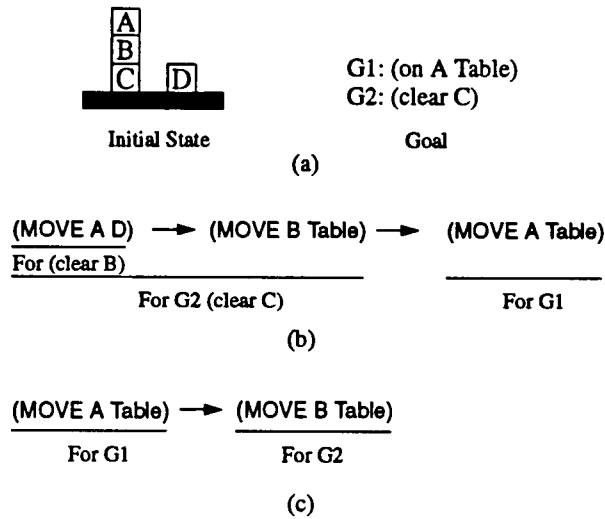 A
B
C D
G1: (on A Table)
G2: (clear C)
Initial State Goal
(a)
(MOVE A D) (MOVE B Table) (MOVE A Table)
For (clear B)
For G2 (clear C) For G1
(b)
(MOVE A Table) (MOVE B Table)
For G1 For G2
(c)